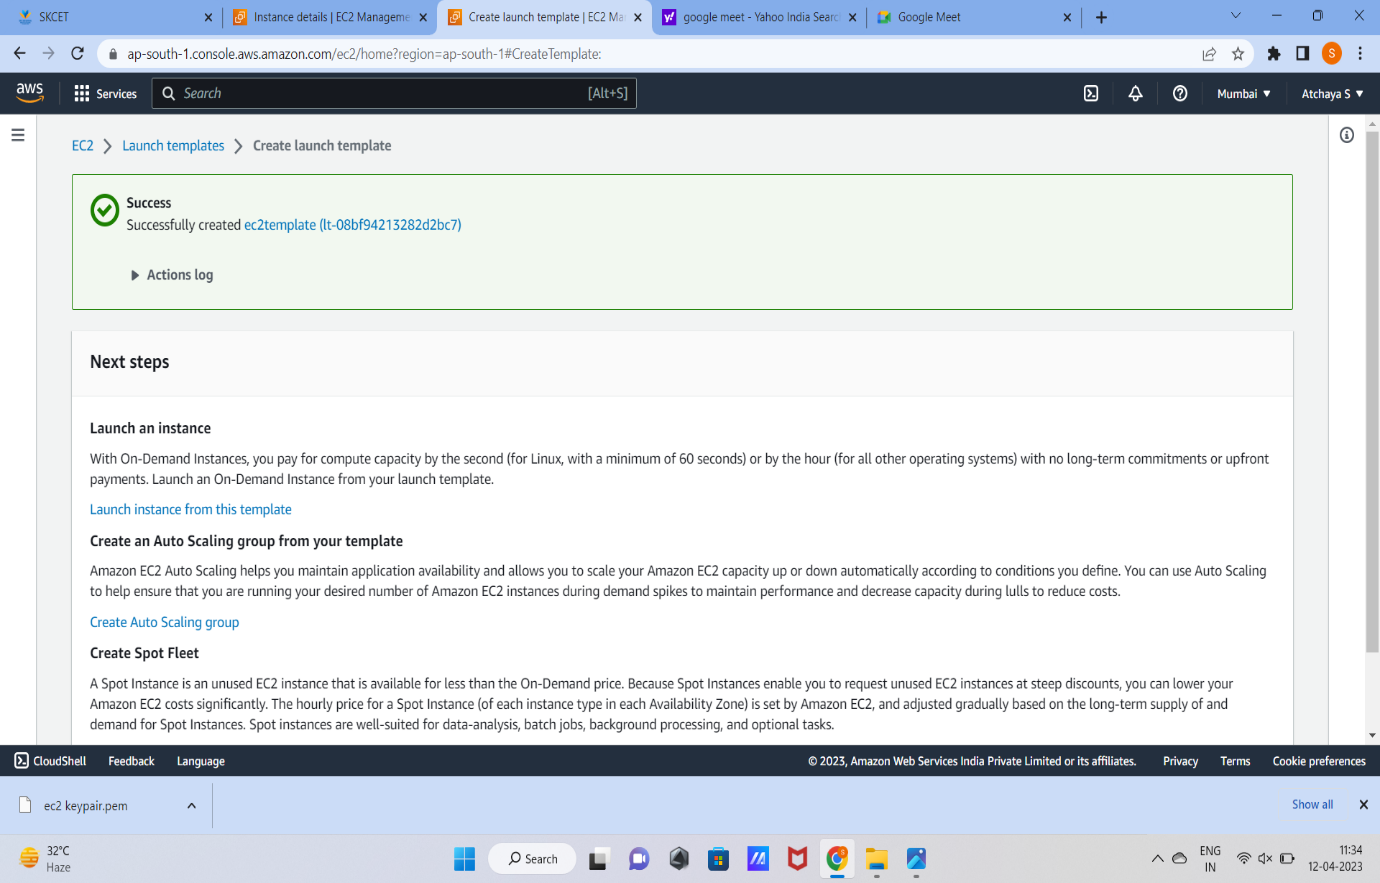 SKCET
Instance details | EC2 Manageme
Create launch template | EC2 Ma
google meet - Yahoo India Searc
Google Meet
ap-south-1.console.aws.amazon.com/ec2/home?region=ap-south-1#CreateTemplate:
S
aws
Services
Search
[Alt+S]
Mumbai
Atchaya S
EC2
Launch templates
Create launch template
Success
Successfully created ec2template (lt-08bf94213282d2bc7)
Actions log
Next steps
Launch an instance
With On-Demand Instances, you pay for compute capacity by the second (for Linux, with a minimum of 60 seconds) or by the hour (for all other operating systems) with no long-term commitments or upfront
payments. Launch an On-Demand Instance from your launch template.
Launch instance from this template
Create an Auto Scaling group from your template
Amazon EC2 Auto Scaling helps you maintain application availability and allows you to scale your Amazon EC2 capacity up or down automatically according to conditions you define. You can use Auto Scaling
to help ensure that you are running your desired number of Amazon EC2 instances during demand spikes to maintain performance and decrease capacity during lulls to reduce costs.
Create Auto Scaling group
Create Spot Fleet
A Spot Instance is an unused EC2 instance that is available for less than the On-Demand price. Because Spot Instances enable you to request unused EC2 instances at steep discounts, you can lower your
Amazon EC2 costs significantly. The hourly price for a Spot Instance (of each instance type in each Availability Zone) is set by Amazon EC2, and adjusted gradually based on the long-term supply of and
demand for Spot Instances. Spot instances are well-suited for data-analysis, batch jobs, background processing, and optional tasks.
CloudShell
Feedback
Language
© 2023, Amazon Web Services India Private Limited or its affiliates.
Privacy
Terms
Cookie preferences
ec2 keypair.pem
Show all
32°C
Haze
Search
ENG
IN
11:34
12-04-2023